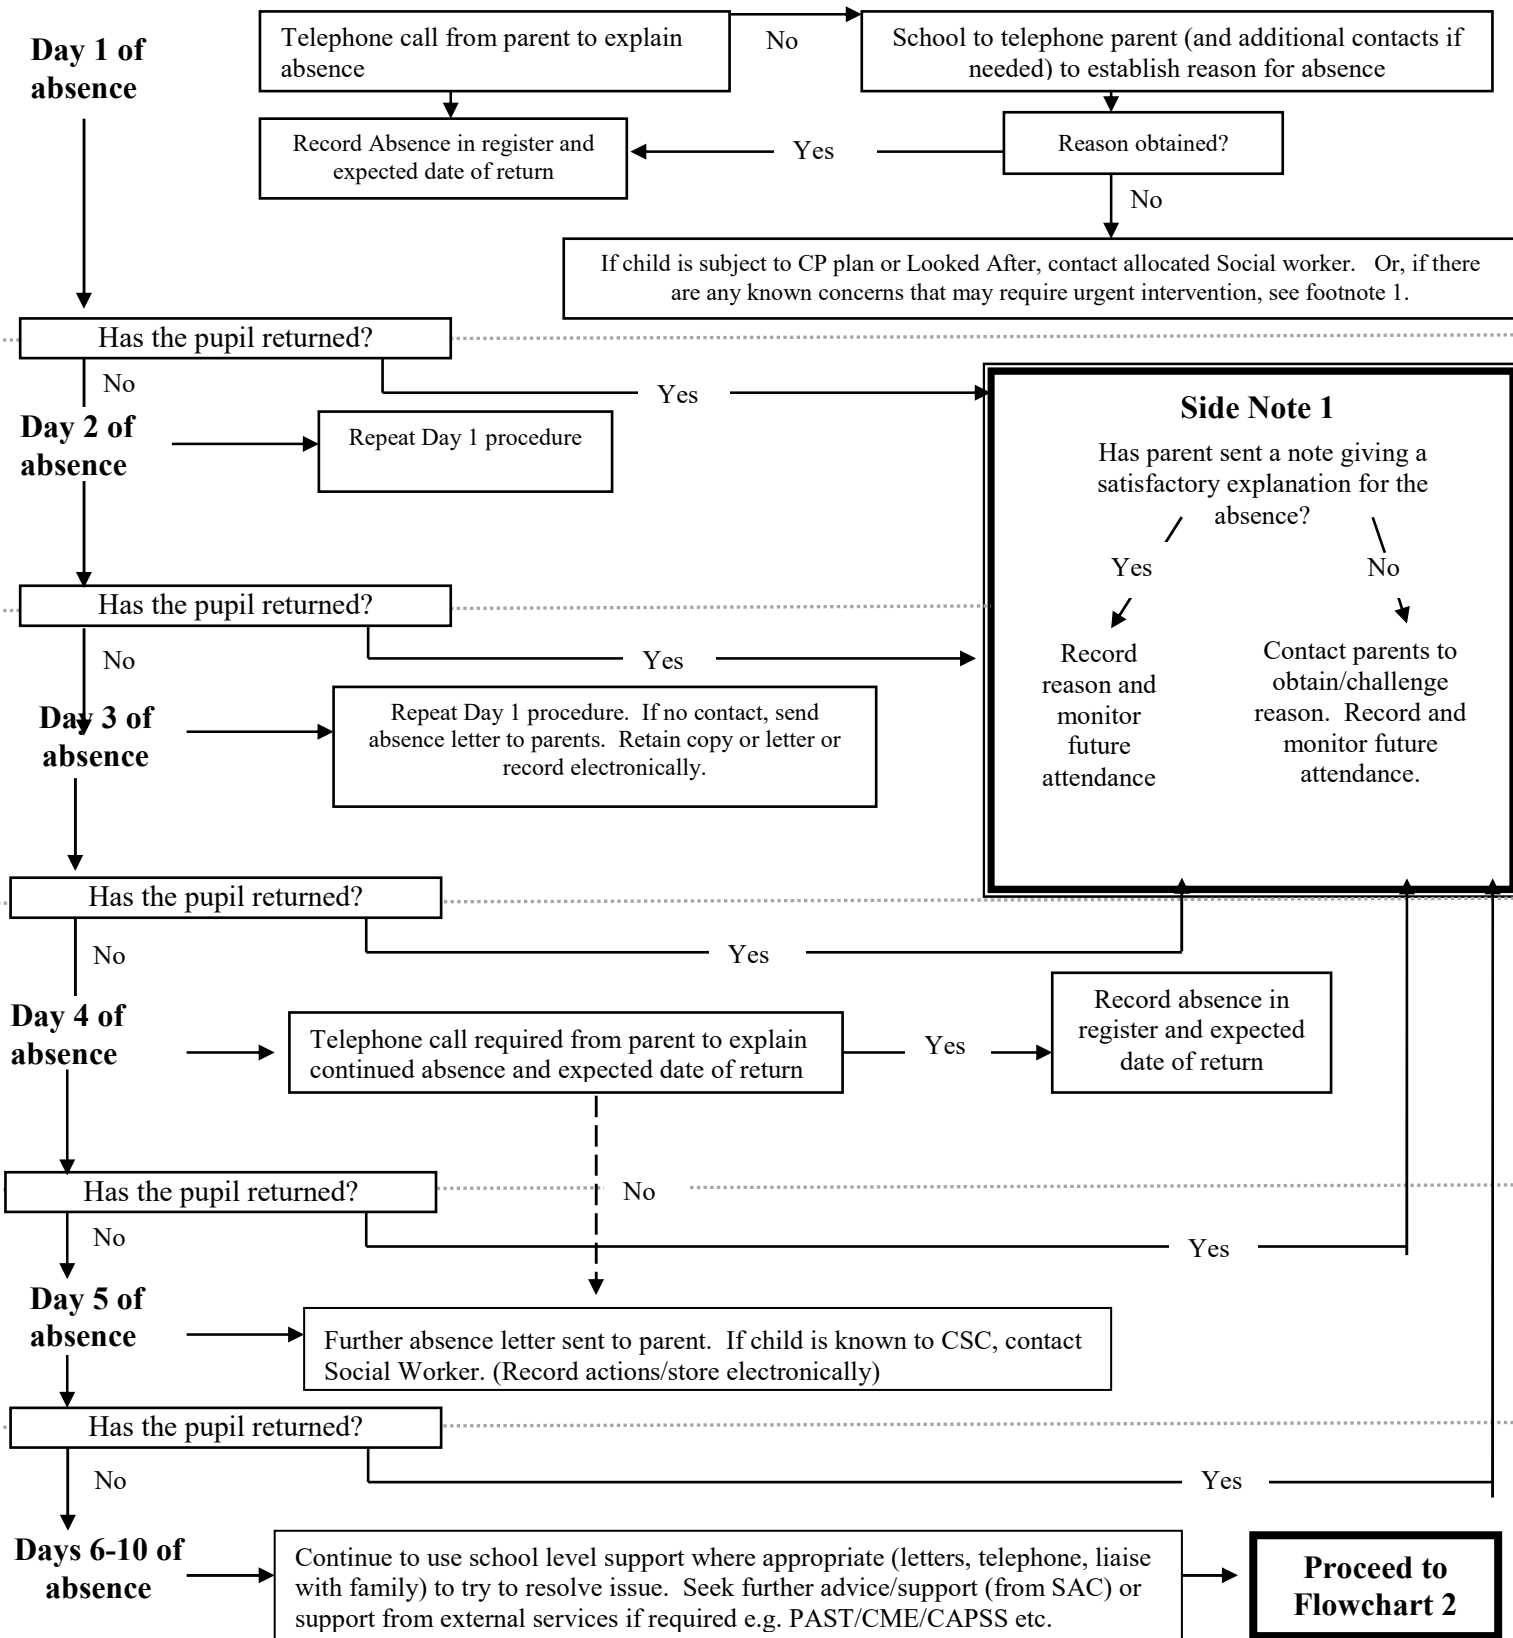 Day 1 of
absence
Telephone call from parent to explain
absence
No
School to telephone parent (and additional contacts if
needed) to establish reason for absence
Record Absence in register and
expected date of return
Yes
Reason obtained?
No
If child is subject to CP plan or Looked After, contact allocated Social worker.   Or, if there
are any known concerns that may require urgent intervention, see footnote 1.
Has the pupil returned?
No
Yes
Day 2 of
absence
Repeat Day 1 procedure
Side Note 1
Has parent sent a note giving a
satisfactory explanation for the
absence?
Yes
No
Record
reason and
monitor
future
attendance
Contact parents to
obtain/challenge
reason.  Record and
monitor future
attendance.
Has the pupil returned?
No
Yes
Day 3 of
absence
Repeat Day 1 procedure.  If no contact, send
absence letter to parents.  Retain copy or letter or
record electronically.
Has the pupil returned?
No
Yes
Day 4 of
absence
Telephone call required from parent to explain
continued absence and expected date of return
Yes
Record absence in
register and expected
date of return
Has the pupil returned?
No
No
Yes
Day 5 of
absence
Further absence letter sent to parent.  If child is known to CSC, contact
Social Worker. (Record actions/store electronically)
Has the pupil returned?
No
Yes
Days 6-10 of
absence
Continue to use school level support where appropriate (letters, telephone, liaise
with family) to try to resolve issue.  Seek further advice/support (from SAC) or
support from external services if required e.g. PAST/CME/CAPSS etc.
Proceed to
Flowchart 2